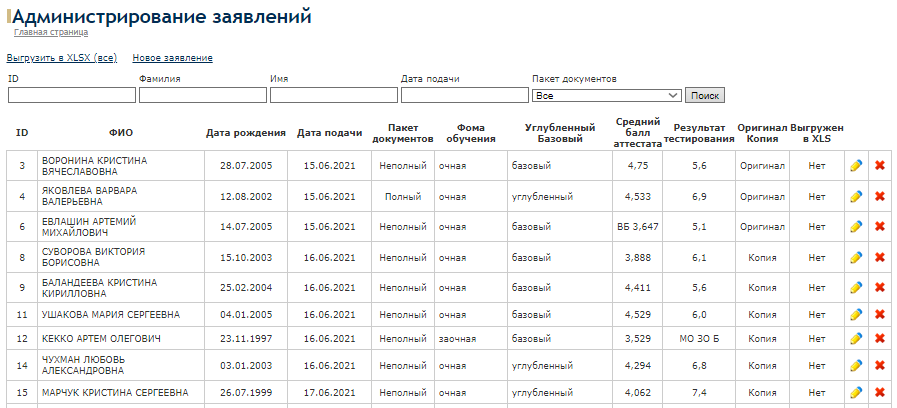 Администрирование заявлений
Главная страница
Выгрузить в XLSX (все) Новое заявление
ID Фамилия Имя Дата подачи Пакет документов
Все Поиск
ID ФИО Дата рождения Дата подачи Пакет документов Фома обучения Углубленный Базовый Средний балл аттестата Результат тестирования Оригинал Копия Выгружен в XLS
3 ВОРОНИНА КРИСТИНА ВЯЧЕСЛАВОВНА 28.07.2005 15.06.2021 Неполный очная базовый 4,75 5,6 Оригинал Нет
4 ЯКОВЛЕВА ВАРВАРА ВАЛЕРЬЕВНА 12.08.2002 15.06.2021 Полный очная углубленный 4,533 6,9 Оригинал Нет
6 ЕВЛАШИН АРТЕМИЙ МИХАЙЛОВИЧ 14.07.2005 15.06.2021 Неполный очная базовый ВБ 3,647 5,1 Оригинал Нет
8 СУВОРОВА ВИКТОРИЯ БОРИСОВНА 15.10.2003 16.06.2021 Неполный очная базовый 3,888 6,1 Копия Нет
9 БАЛАНДЕЕВА КРИСТИНА КИРИЛЛОВНА 25.02.2004 16.06.2021 Неполный очная базовый 4,411 5,6 Копия Нет
11 УШАКОВА МАРИЯ СЕРГЕЕВНА 04.01.2005 16.06.2021 Неполный очная базовый 4,529 6,0 Копия Нет
12 КЕККО АРТЕМ ОЛЕГОВИЧ 23.11.1997 16.06.2021 Неполный заочная базовый 3,529 МО ЗО Б Копия Нет
14 ЧУХМАН ЛЮБОВЬ АЛЕКСАНДРОВНА 03.01.2003 16.06.2021 Неполный очная углубленный 4,294 6,8 Копия Нет
15 МАРЧУК КРИСТИНА СЕРГЕЕВНА 26.07.1999 17.06.2021 Неполный очная углубленный 4,062 7,4 Копия Нет